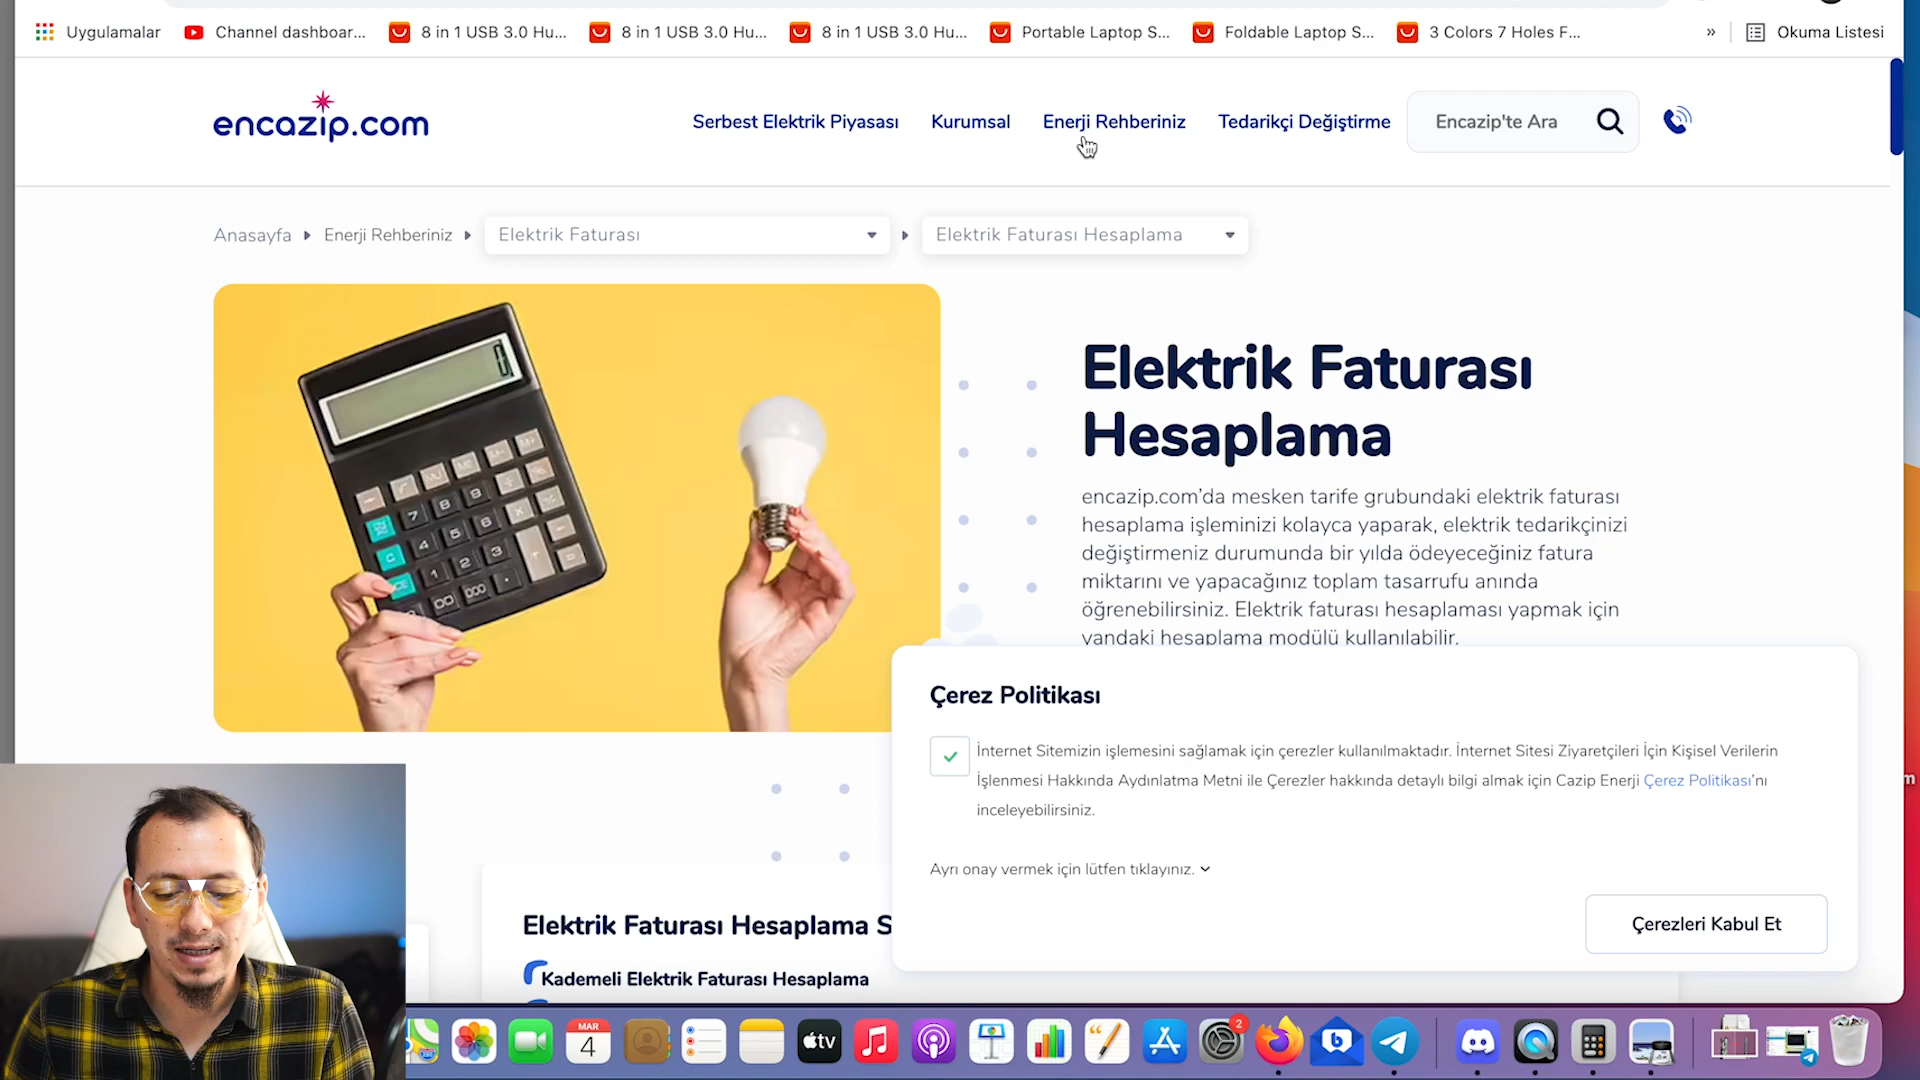 Uygulamalar
Channel dashboar...
8 in 1 USB 3.0 Hu...
8 in 1 USB 3.0 Hu...
8 in 1 USB 3.0 Hu...
Portable Laptop S...
Foldable Laptop S...
3 Colors 7 Holes F...
»
Okuma Listesi
encazip.com
Serbest Elektrik Piyasası
Kurumsal
Enerji Rehberiniz
Tedarikçi Değiştirme
Encazip'te Ara
Anasayfa
Enerji Rehberiniz
Elektrik Faturası
Elektrik Faturası Hesaplama
Elektrik Faturası
Hesaplama
encazip.com'da mesken tarife grubundaki elektrik faturası
hesaplama işleminizi kolayca yaparak, elektrik tedarikçinizi
değiştirmeniz durumunda bir yılda ödeyeceğiniz fatura
miktarını ve yapacağınız toplam tasarrufu anında
öğrenebilirsiniz. Elektrik faturası hesaplaması yapmak için
yandaki hesaplama modülü kullanılabilir.
Çerez Politikası
İnternet Sitemizin işlemesini sağlamak için çerezler kullanılmaktadır. İnternet Sitesi Ziyaretçileri İçin Kişisel Verilerin
İşlenmesi Hakkında Aydınlatma Metni ile Çerezler hakkında detaylı bilgi almak için Cazip Enerji Çerez Politikası'nı
inceleyebilirsiniz.
Ayrı onay vermek için lütfen tıklayınız.
Çerezleri Kabul Et
Elektrik Faturası Hesaplama S
Kademeli Elektrik Faturası Hesaplama
MAR
4
tv
2